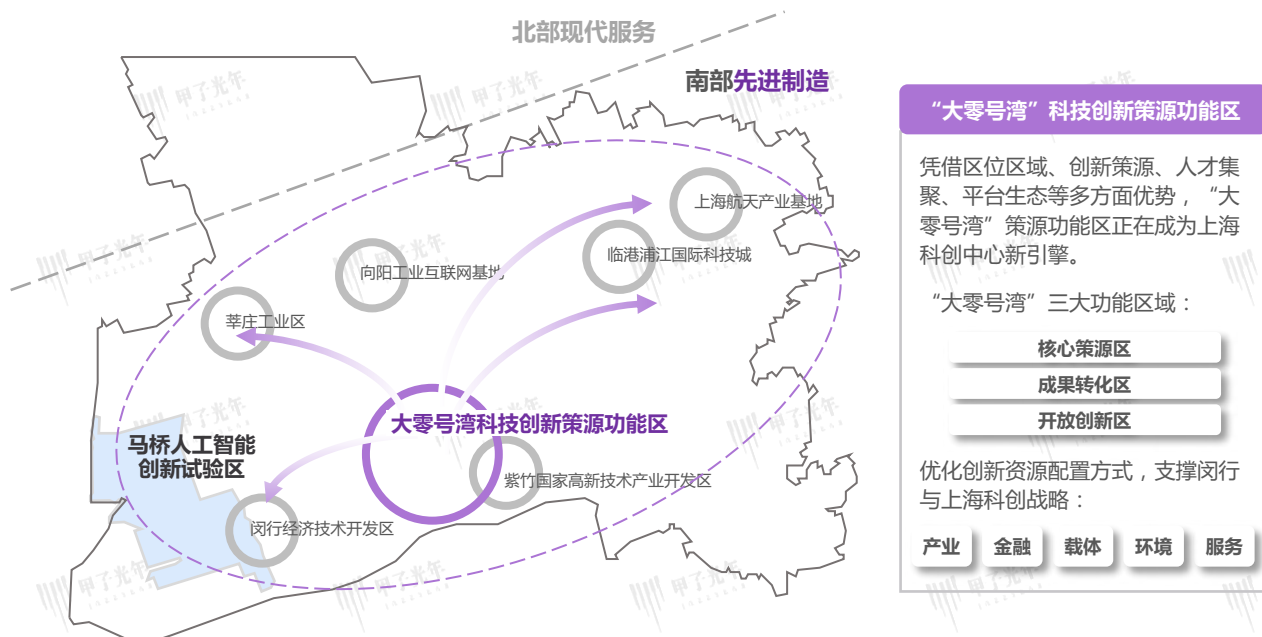 北部现代服务
南部先进制造
上海航天产业基地
临港浦江国际科技城
向阳工业互联网基地
莘庄工业区
大零号湾科技创新策源功能区
马桥人工智能
创新试验区
紫竹国家高新技术产业开发区
闵行经济技术开发区
“大零号湾”科技创新策源功能区
凭借区位区域、创新策源、人才集
聚、平台生态等多方面优势，“大
零号湾”策源功能区正在成为上海
科创中心新引擎。
“大零号湾”三大功能区域：
核心策源区
成果转化区
开放创新区
优化创新资源配置方式，支撑闵行
与上海科创战略：
产业 金融 载体 环境 服务
甲子光年